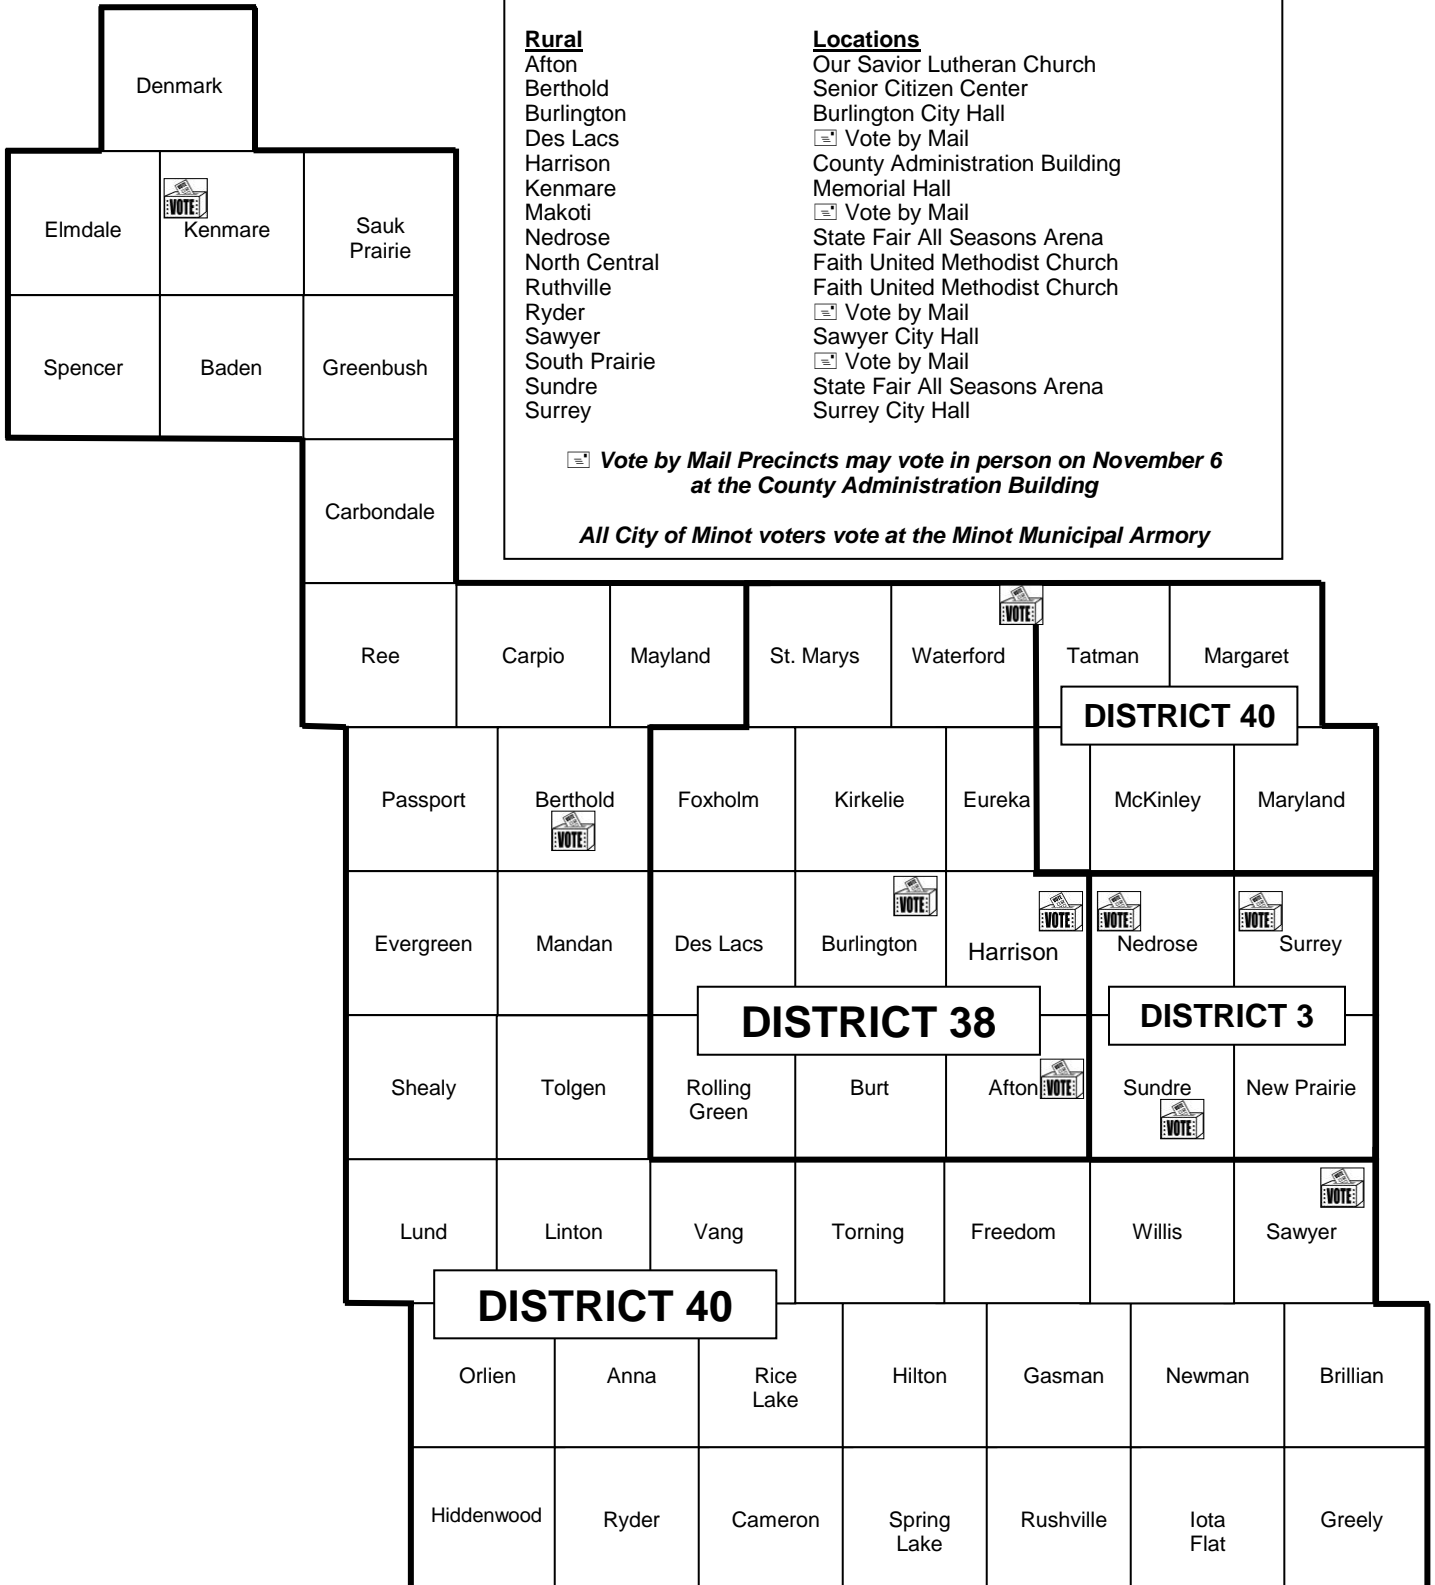 Rural Locations
Afton Our Savior Lutheran Church
Berthold Senior Citizen Center
Burlington Burlington City Hall
Des Lacs Vote by Mail
Harrison County Administration Building
Kenmare Memorial Hall
Makoti Vote by Mail
Nedrose State Fair All Seasons Arena
North Central Faith United Methodist Church
Ruthville Faith United Methodist Church
Ryder Vote by Mail
Sawyer Sawyer City Hall
South Prairie Vote by Mail
Sundre State Fair All Seasons Arena
Surrey Surrey City Hall
Vote by Mail Precincts may vote in person on November 6
at the County Administration Building
All City of Minot voters vote at the Minot Municipal Armory
Denmark
VOTE
Elmdale Kenmare Sauk
Prairie
Spencer Baden Greenbush
Carbondale
VOTE
Ree Carpio Mayland St. Marys Waterford Tatman Margaret
DISTRICT 40
Passport Berthold Foxholm Kirkelie Eureka McKinley Maryland
VOTE
VOTE VOTE VOTE VOTE
Evergreen Mandan Des Lacs Burlington Harrison Nedrose Surrey
DISTRICT 38 DISTRICT 3
Shealy Tolgen Rolling
Green Burt Afton VOTE Sundre New Prairie
VOTE
VOTE
Lund Linton Vang Torning Freedom Willis Sawyer
DISTRICT 40
Orlien Anna Rice
Lake Hilton Gasman Newman Brillian
Hiddenwood Ryder Cameron Spring
Lake Rushville Iota
Flat Greely